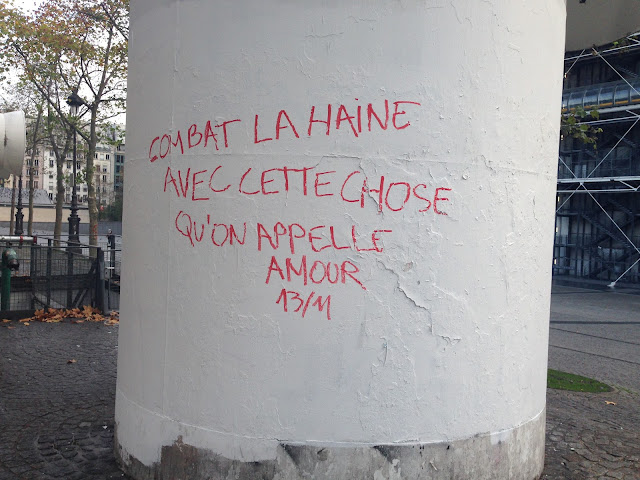 COMBAT LA HAINE
AVEC CETTE CHOSE
QU'ON APPELLE
AMOUR
13/11